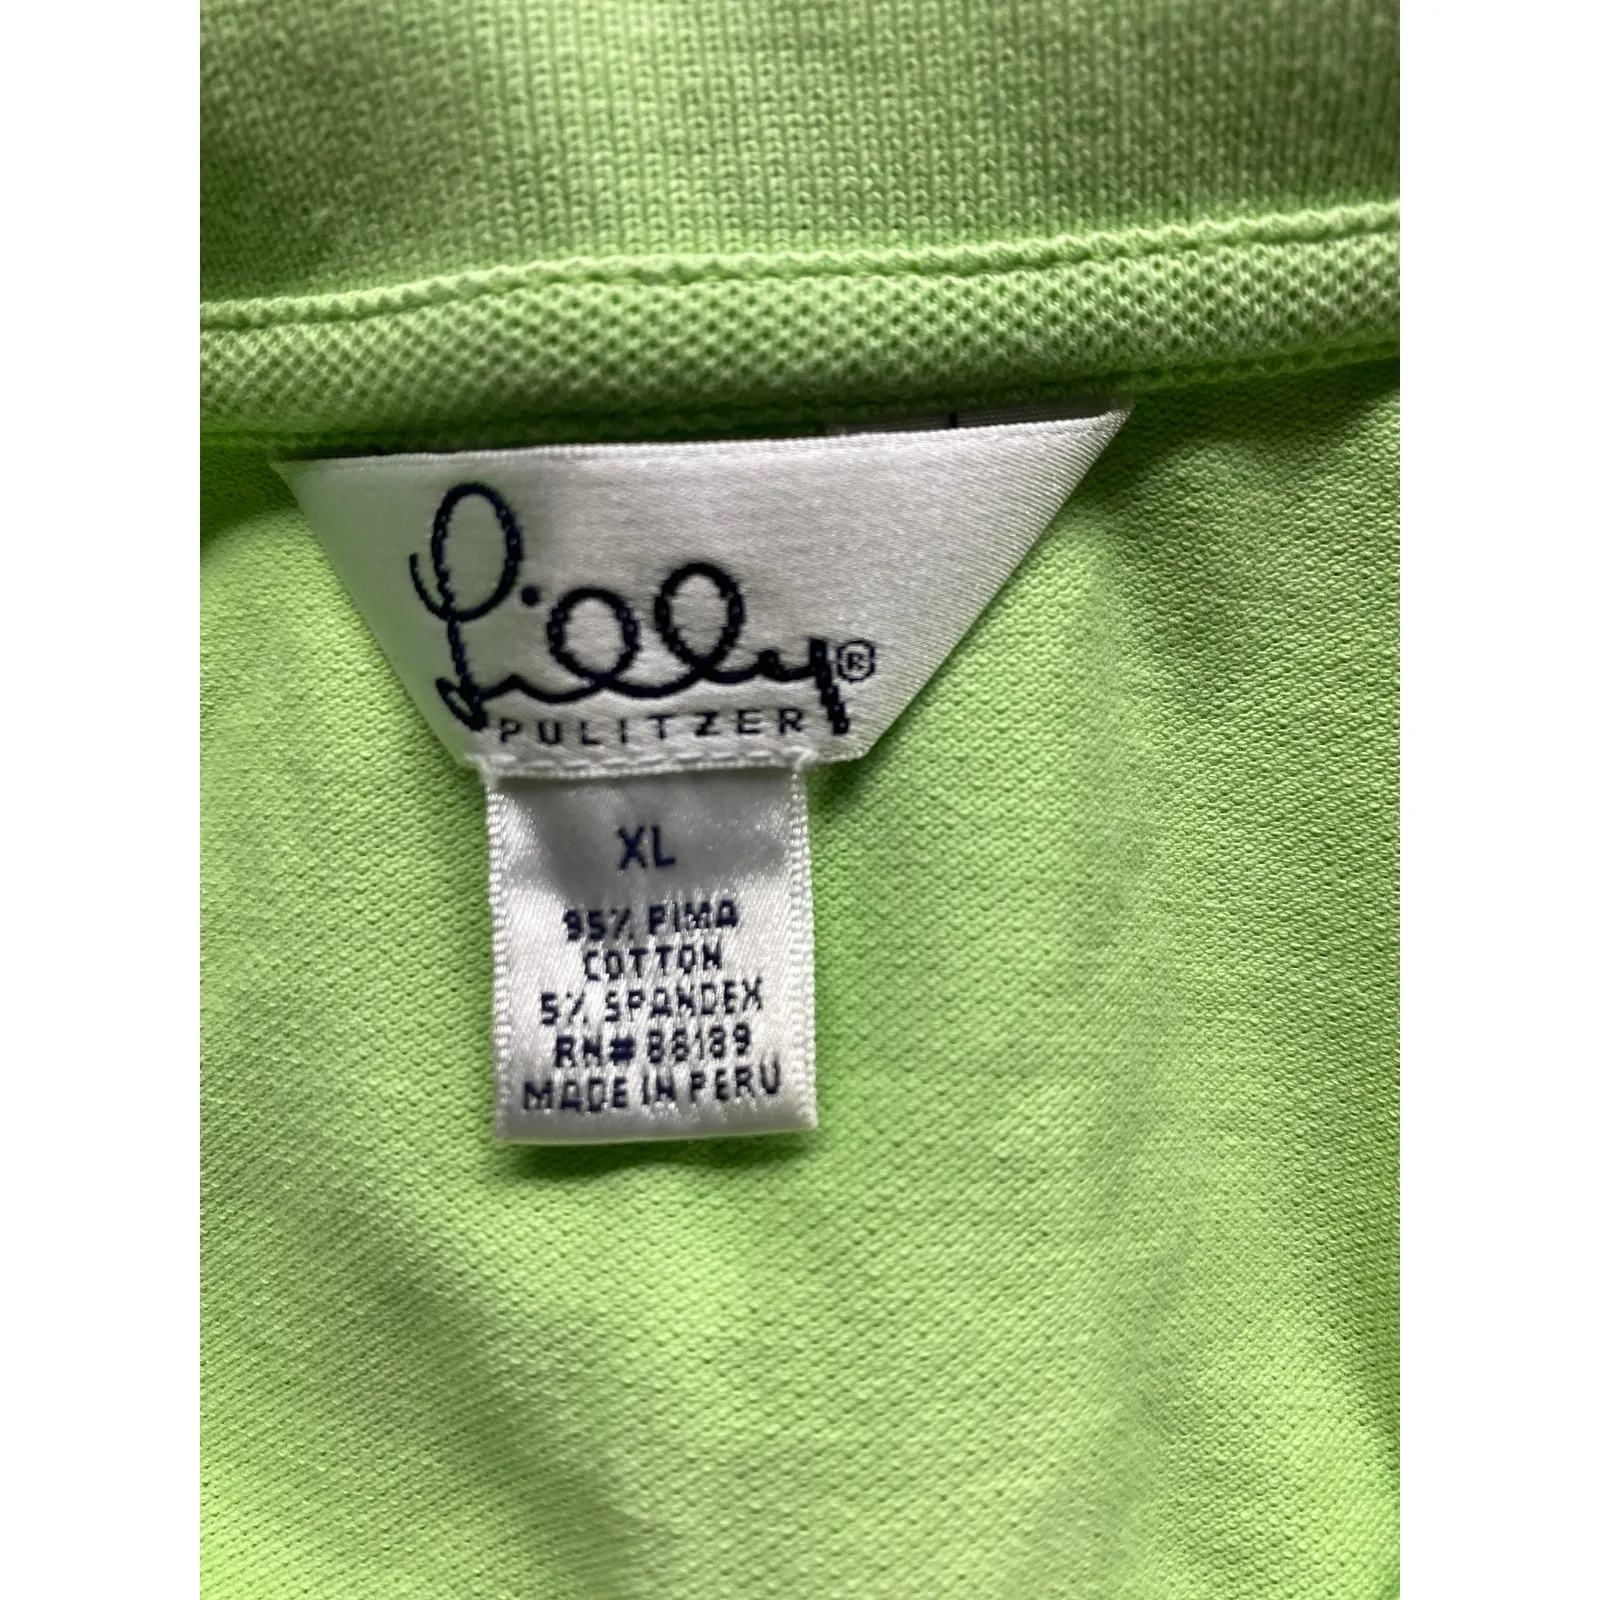 Lilly®
PULITZER
XL
95% PIMA
COTTON
5% SPANDEX
RN# 88189
MADE IN PERU